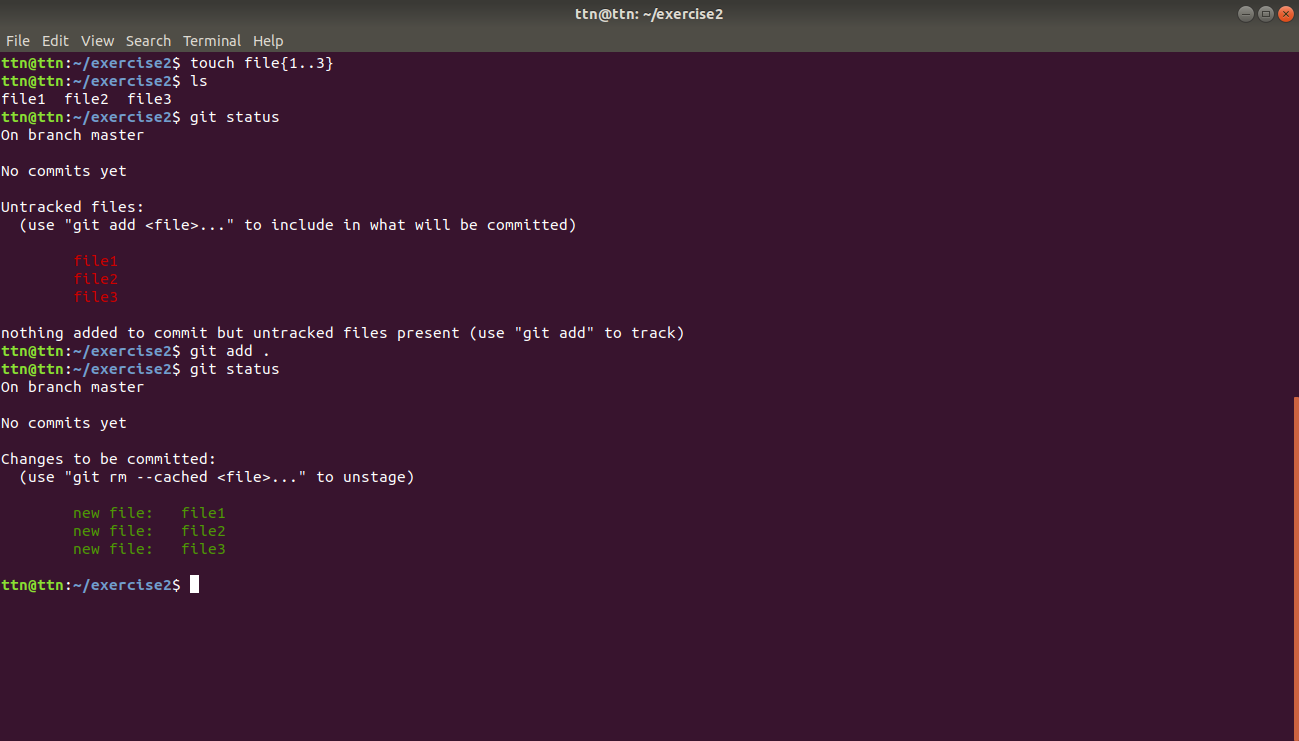 ttn@ttn: ~/exercise2
File Edit View Search Terminal Help
ttn@ttn:~/exercise2$ touch file{1..3}
ttn@ttn:~/exercise2$ ls
file1  file2  file3
ttn@ttn:~/exercise2$ git status
On branch master

No commits yet

Untracked files:
  (use "git add <file>..." to include in what will be committed)

        file1
        file2
        file3

nothing added to commit but untracked files present (use "git add" to track)
ttn@ttn:~/exercise2$ git add .
ttn@ttn:~/exercise2$ git status
On branch master

No commits yet

Changes to be committed:
  (use "git rm --cached <file>..." to unstage)

        new file:   file1
        new file:   file2
        new file:   file3

ttn@ttn:~/exercise2$